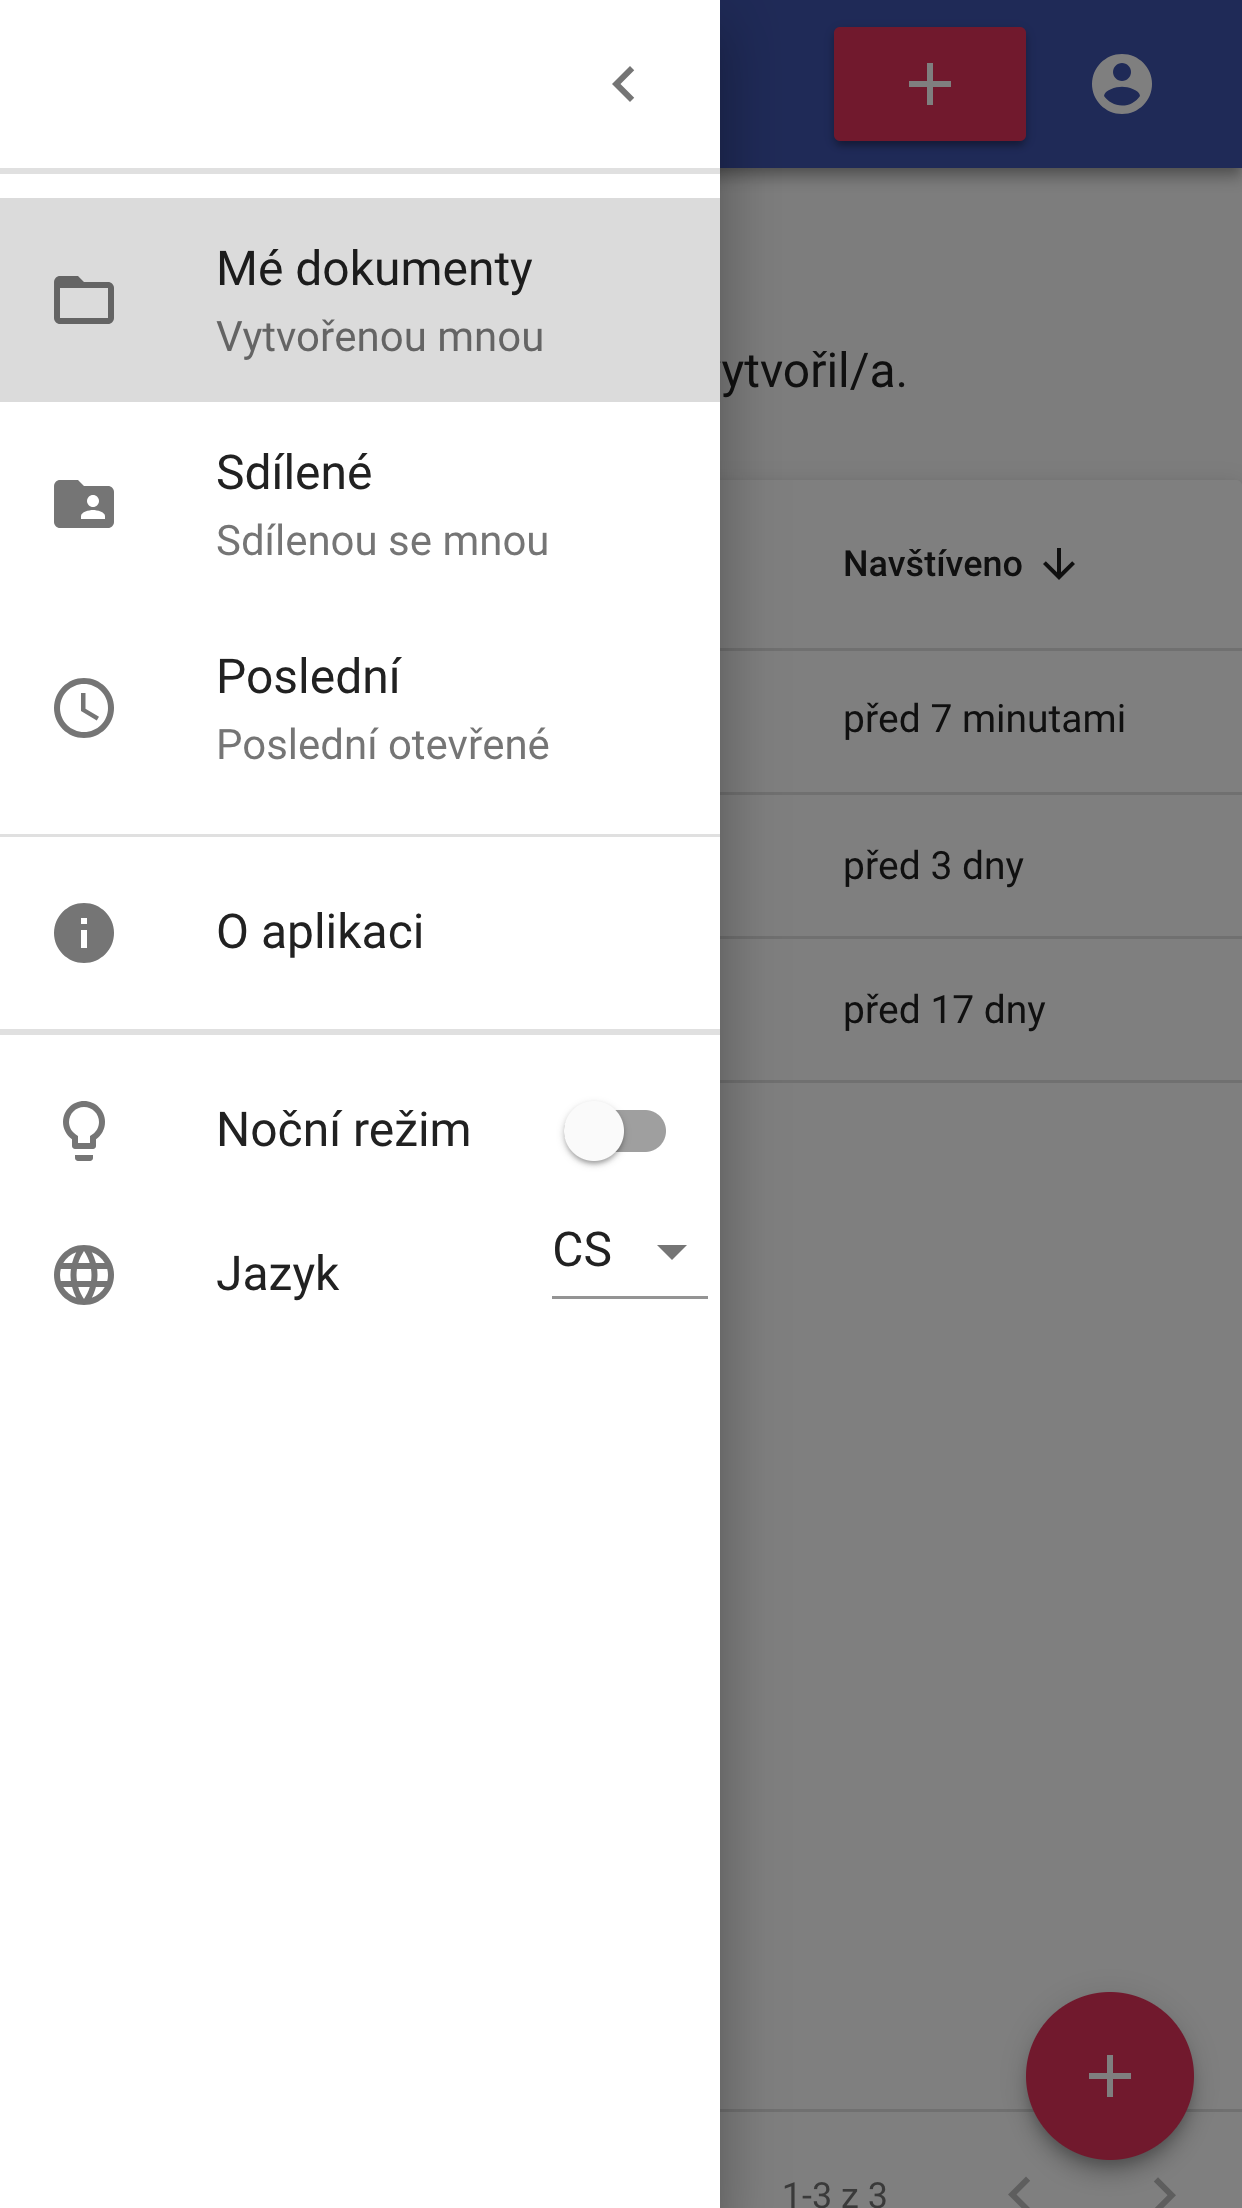 Mé dokumenty
Vytvořenou mnou
Sdílené
Sdílenou se mnou
Poslední
Poslední otevřené
O aplikaci
Noční režim
Jazyk
CS
ytvořil/a.
Navštíveno
před 7 minutami
před 3 dny
před 17 dny
1-3 z 3